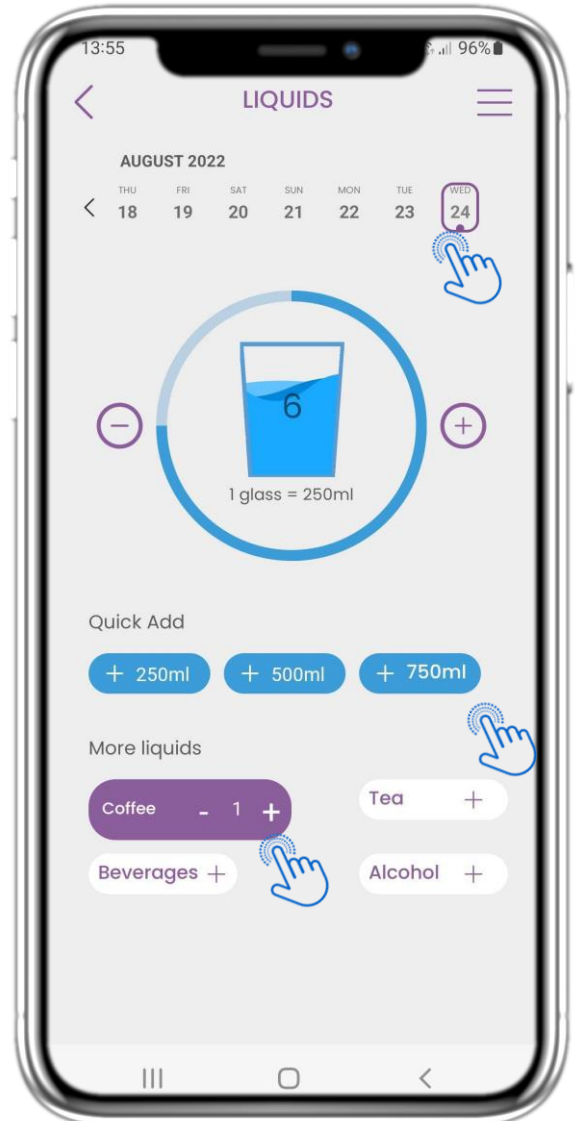 13:55 96%
LIQUIDS
AUGUST 2022
THU FRI SAT SUN MON TUE WED
18 19 20 21 22 23 24
6
1 glass = 250ml
Quick Add
+ 250ml + 500ml + 750ml
More liquids
Coffee - 1 + Tea +
Beverages + Alcohol +